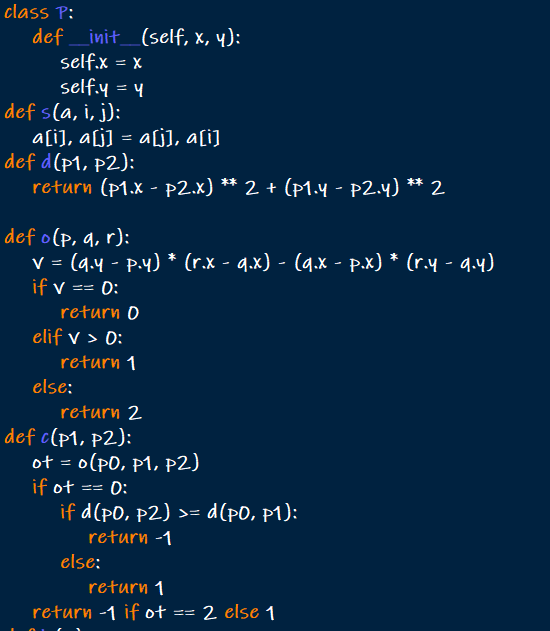 class P:
    def __init__(self, x, y):
        self.x = x
        self.y = y
def s(a, i, j):
    a[i], a[j] = a[j], a[i]
def d(p1, p2):
    return (p1.x - p2.x) ** 2 + (p1.y - p2.y) ** 2

def o(p, q, r):
    v = (q.y - p.y) * (r.x - q.x) - (q.x - p.x) * (r.y - q.y)
    if v == 0:
        return 0
    elif v > 0:
        return 1
    else:
        return 2
def c(p1, p2):
    ot = o(p0, p1, p2)
    if ot == 0:
        if d(p0, p2) >= d(p0, p1):
            return -1
        else:
            return 1
    return -1 if ot == 2 else 1